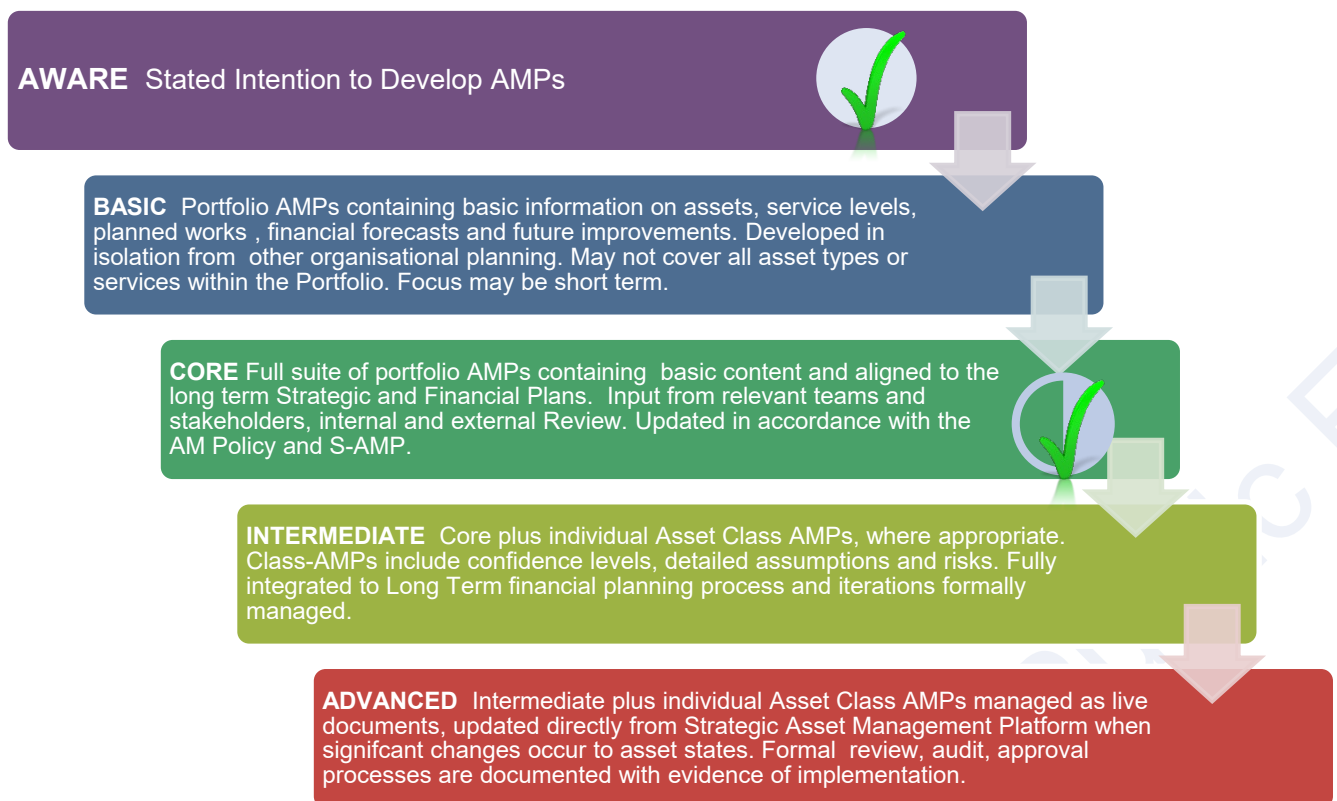 AWARE Stated Intention to Develop AMPs
BASIC Portfolio AMPs containing basic information on assets, service levels,
planned works , financial forecasts and future improvements. Developed in
isolation from other organisational planning. May not cover all asset types or
services within the Portfolio. Focus may be short term.
CORE Full suite of portfolio AMPs containing basic content and aligned to the
long term Strategic and Financial Plans. Input from relevant teams and
stakeholders, internal and external Review. Updated in accordance with the
AM Policy and S-AMP.
INTERMEDIATE Core plus individual Asset Class AMPs, where appropriate.
Class-AMPs include confidence levels, detailed assumptions and risks. Fully
integrated to Long Term financial planning process and iterations formally
managed.
ADVANCED Intermediate plus individual Asset Class AMPs managed as live
documents, updated directly from Strategic Asset Management Platform when
signifcant changes occur to asset states. Formal review, audit, approval
processes are documented with evidence of implementation.